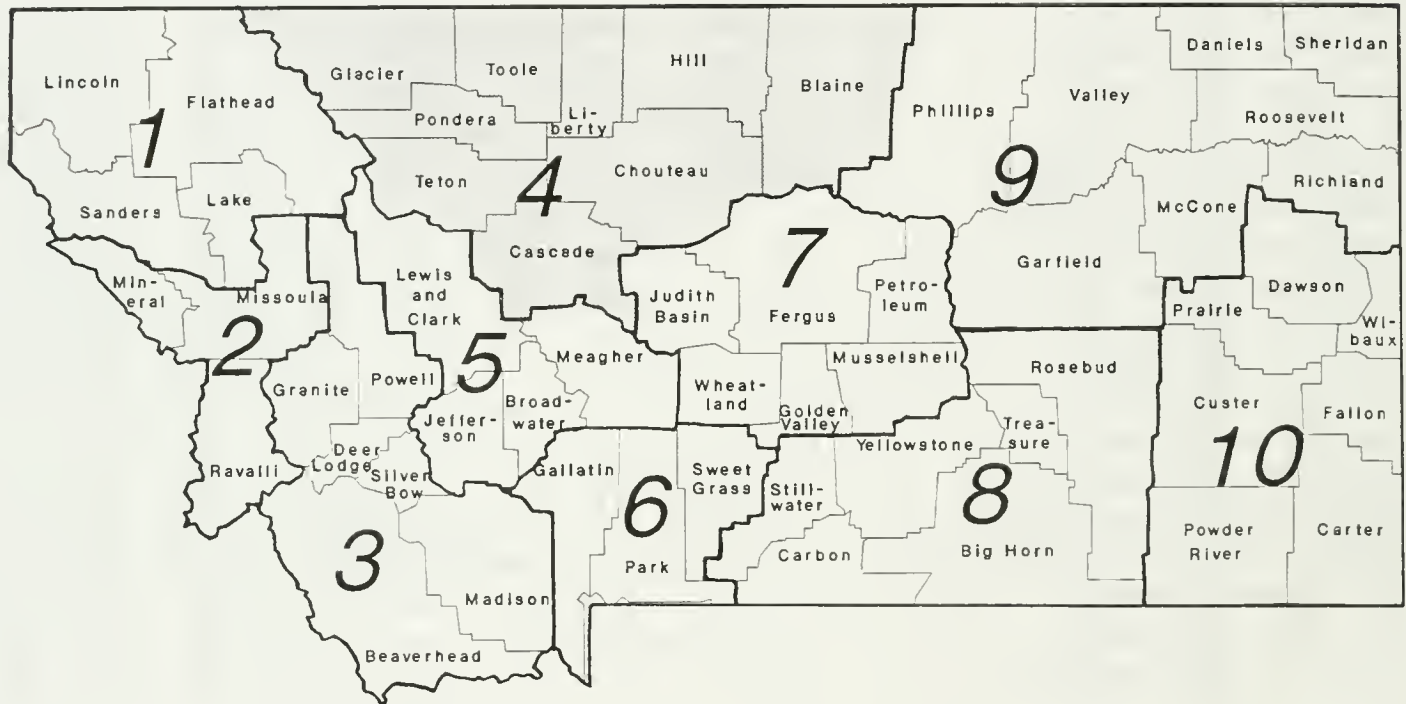 Lincoln
Flathead
1
Sanders
Lake
Glacier
Toole
Hill
Blaine
Pondera
Li-
berty
Teton
4
Chouteau
Cascade
Phillips
Valley
Daniels
Sheridan
Roosevelt
9
Richland
McCone
Garfield
Min-
eral
Missoula
2
Ravalli
Lewis
and
Clark
5
Meagher
Jeffer-
son
Broad-
water
Granite
Powell
Deer
Lodge
Silver
Bow
3
Madison
Beaverhead
Judith
Basin
7
Fergus
Petro-
leum
Wheat-
land
Golden
Valley
Musselshell
Gallatin
6
Sweet
Grass
Park
Yellowstone
Trea-
sure
Rosebud
Still-
water
Carbon
8
Big Horn
Prairie
Dawson
Wi-
baux
Custer
Fallon
10
Powder
River
Carter